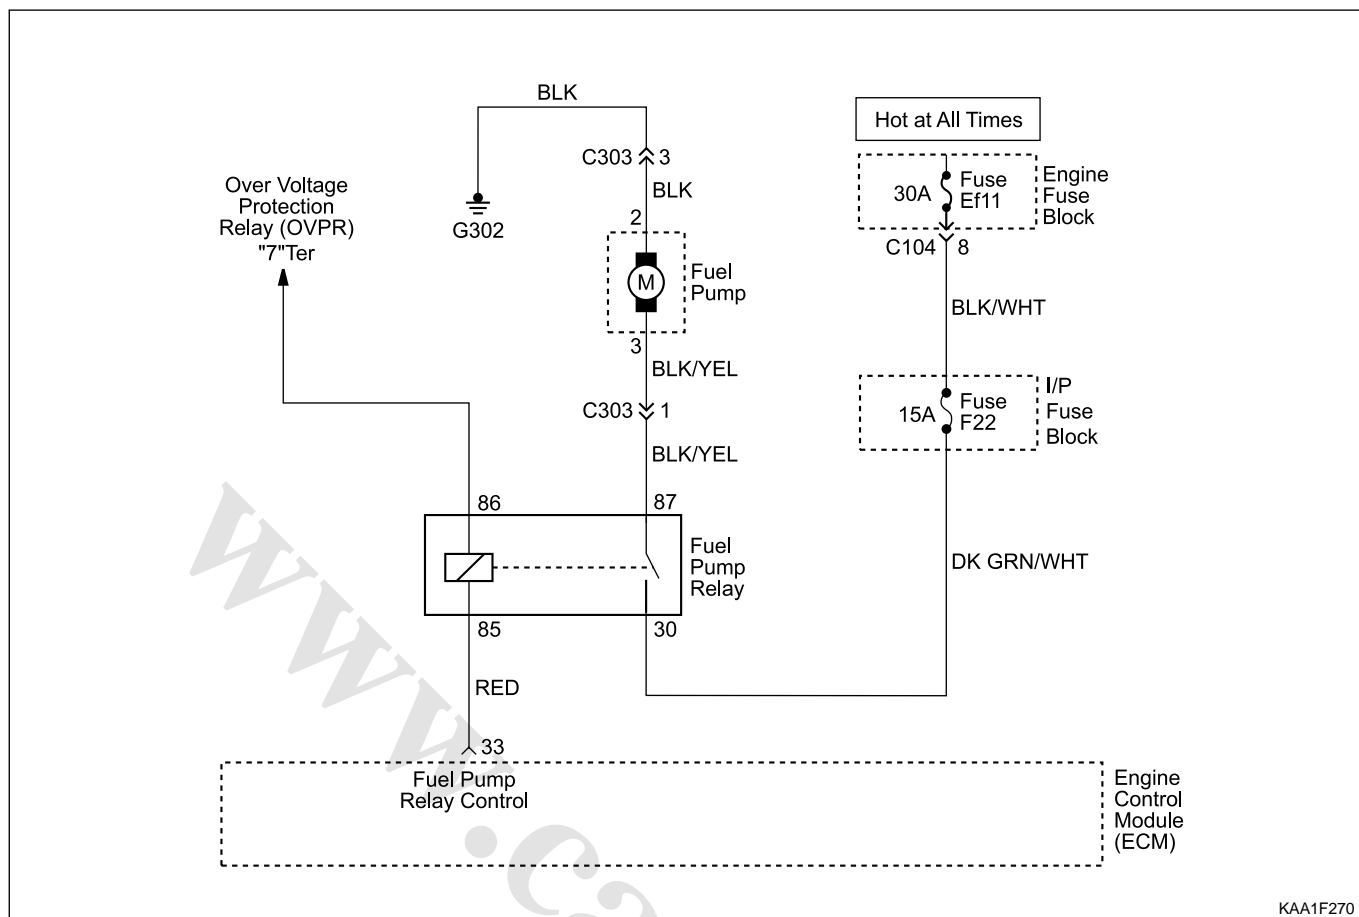 BLK
Hot at All Times
C303 3
Over Voltage
Protection
Relay (OVPR)
"7"Ter
BLK
30A
Fuse
Ef11
Engine
Fuse
Block
G302
2
C104 8
M
Fuel
Pump
BLK/WHT
3
BLK/YEL
I/P
Fuse
Block
15A
Fuse
F22
C303 1
BLK/YEL
86
87
Fuel
Pump
Relay
DK GRN/WHT
85
30
RED
33
Fuel Pump
Relay Control
Engine
Control
Module
(ECM)
www.ca
KAA1F270